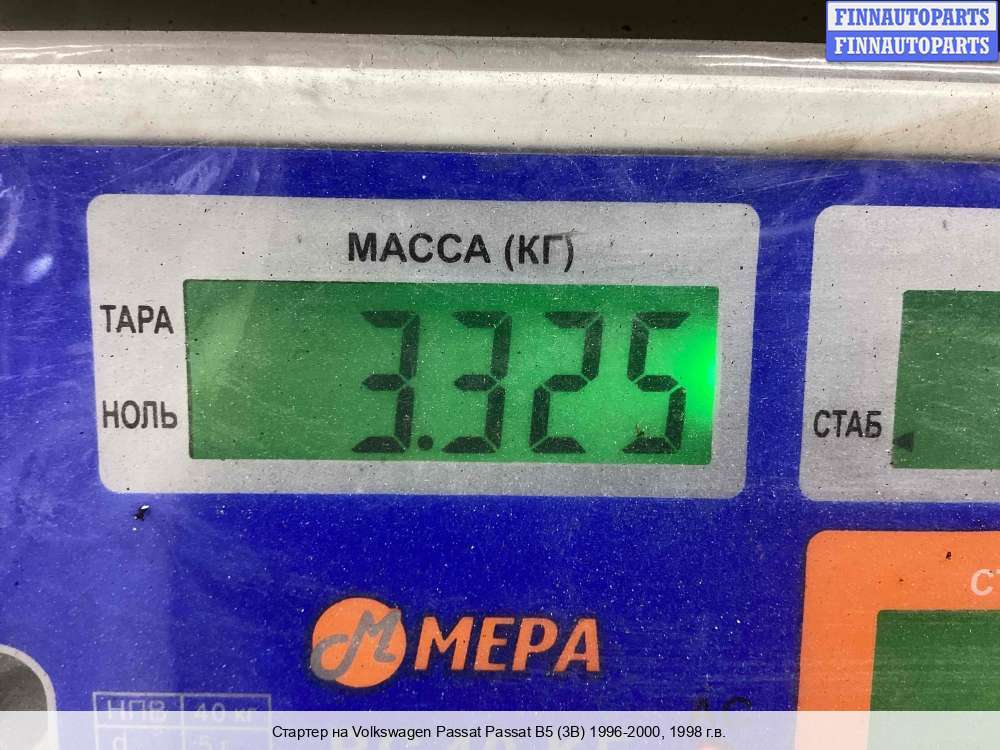 FINNAUTOPARTS
FINNAUTOPARTS
МАССА (КГ)
ТАРА
3.325
НОЛЬ
СТАБ
М МЕРА
НПВ 40 кг
d 5 г
Стартер на Volkswagen Passat Passat B5 (3B) 1996-2000, 1998 г.в.